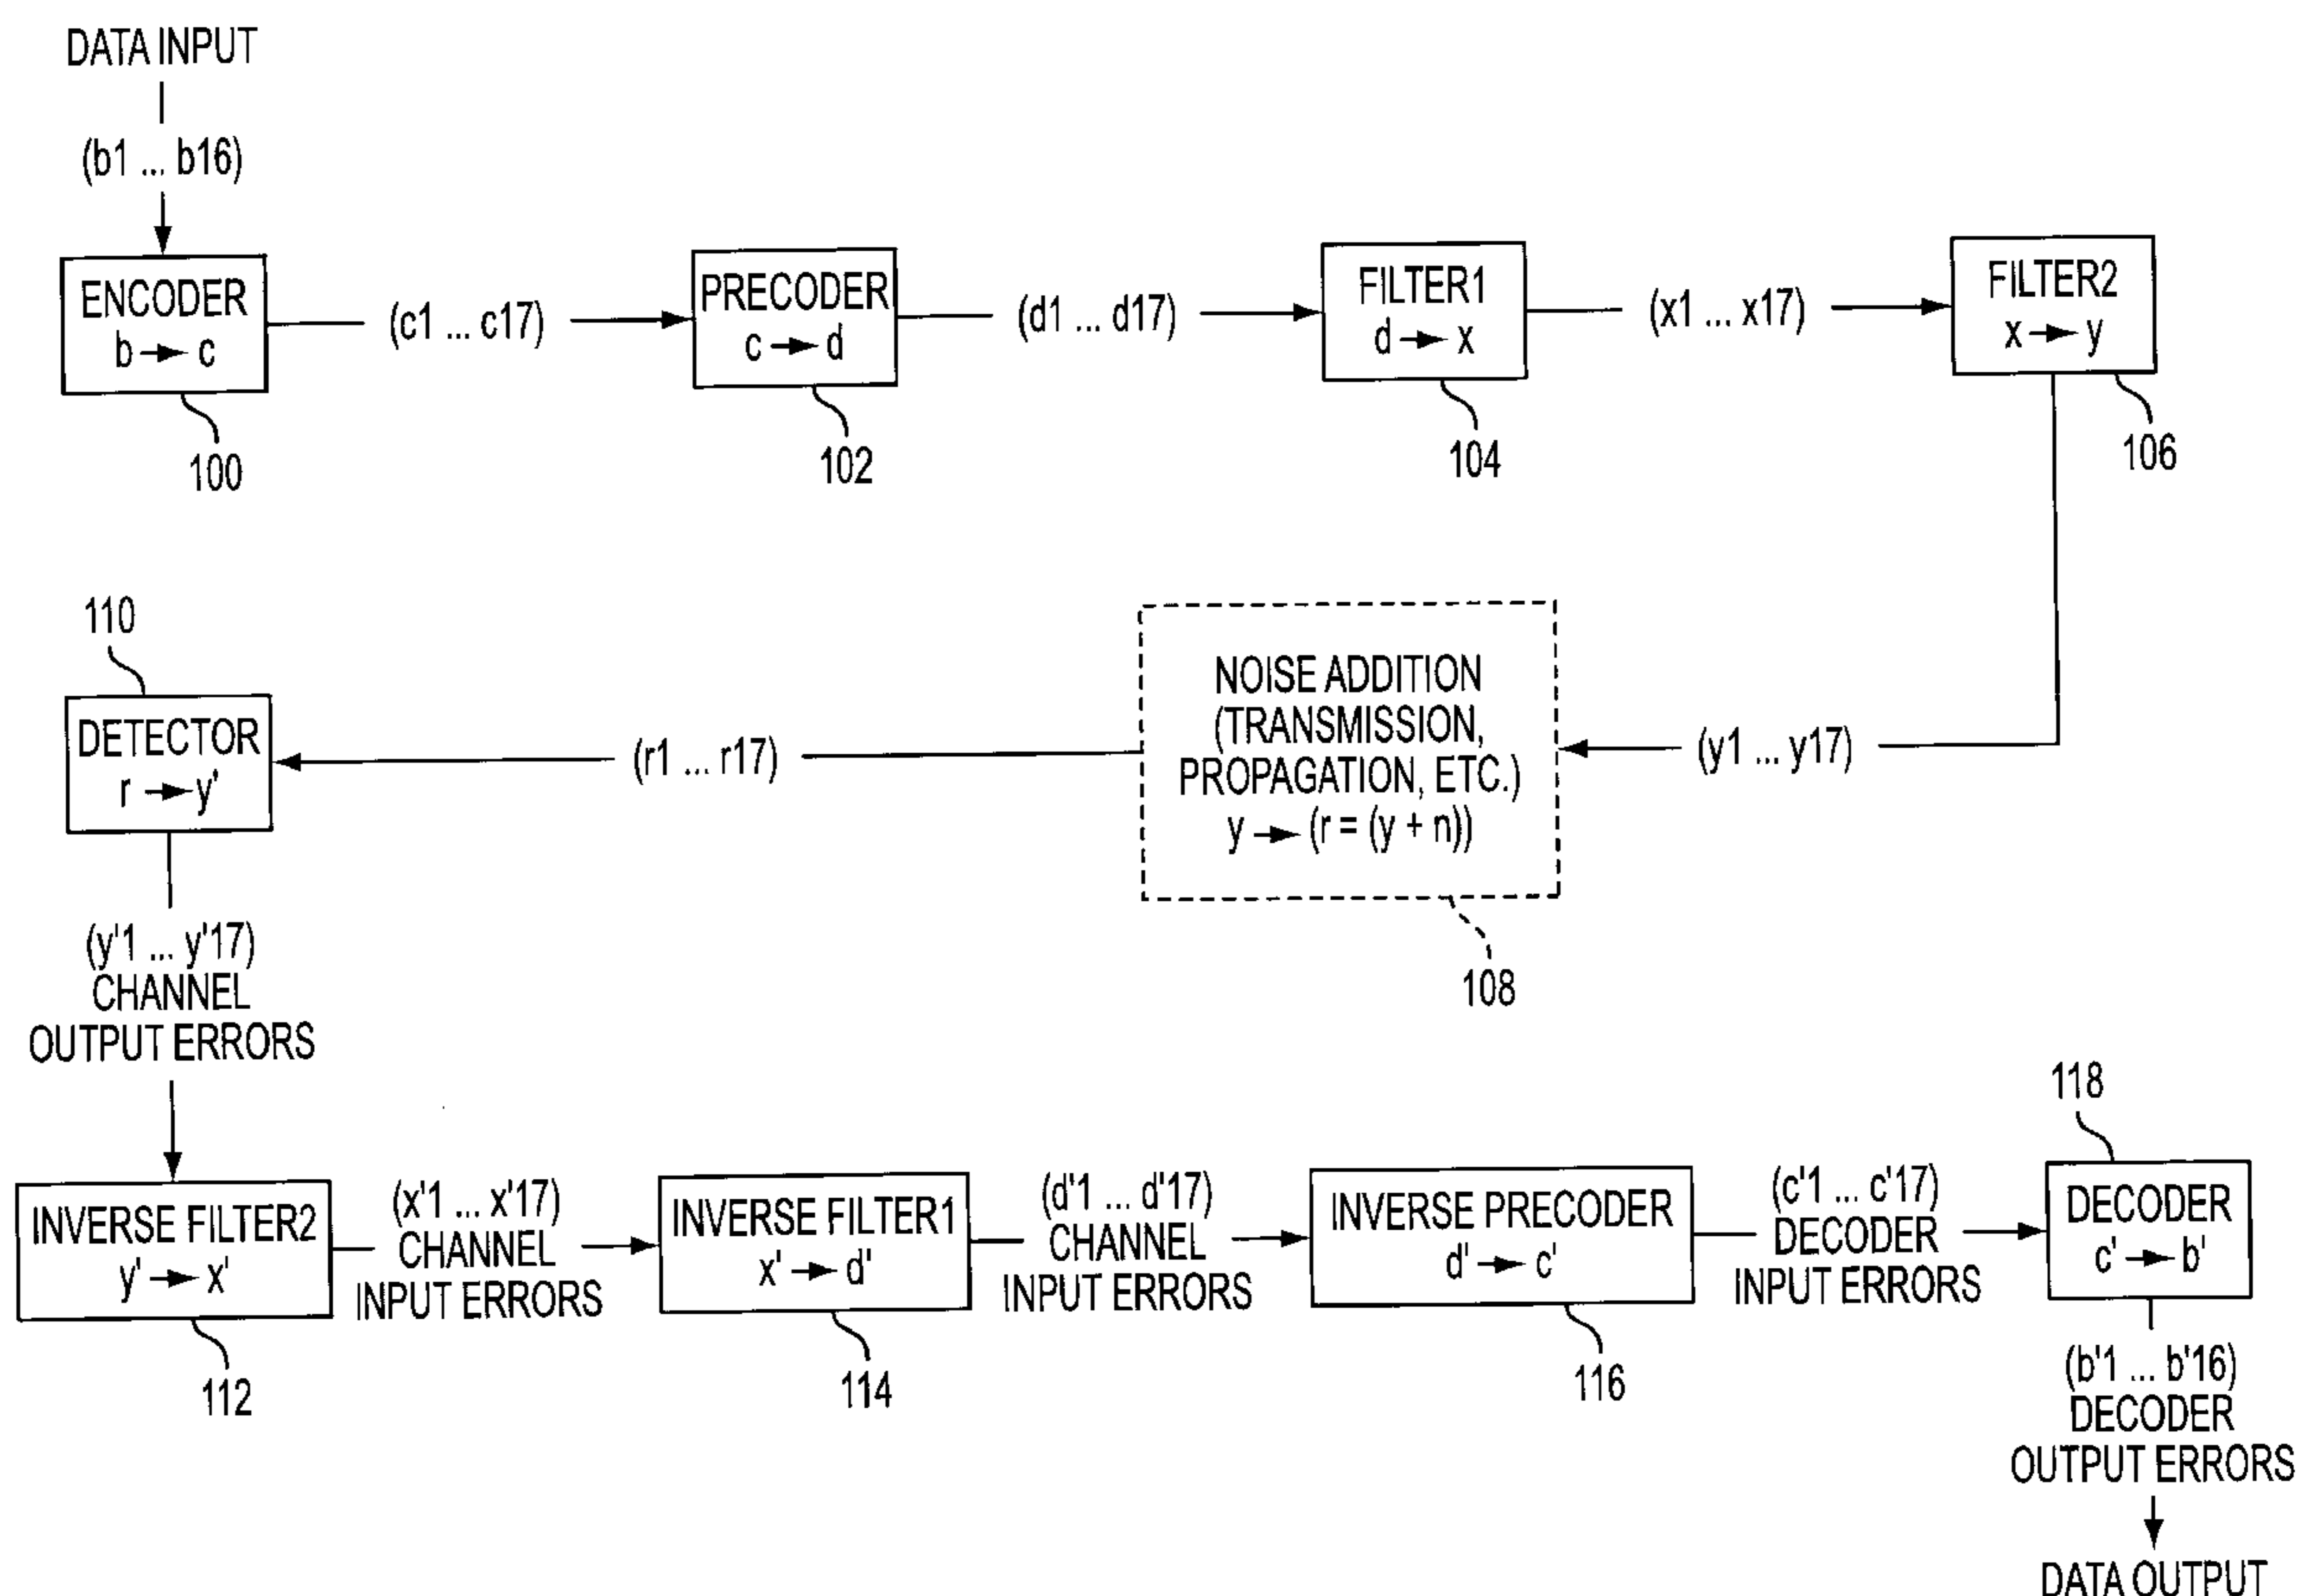 DATA INPUT
(b1 ... b16)
ENCODER
b → c
100
(c1 ... c17)
PRECODER
c → d
102
(d1 ... d17)
FILTER1
d → x
104
(x1 ... x17)
FILTER2
x → y
106
(y1 ... y17)
NOISE ADDITION
(TRANSMISSION,
PROPAGATION, ETC.)
y → (r = (y + n))
108
(r1 ... r17)
110
DETECTOR
r → y'
(y'1 ... y'17)
CHANNEL
OUTPUT ERRORS
INVERSE FILTER2
y' → x'
112
(x'1 ... x'17)
CHANNEL
INPUT ERRORS
INVERSE FILTER1
x' → d'
114
(d'1 ... d'17)
CHANNEL
INPUT ERRORS
INVERSE PRECODER
d' → c'
116
(c'1 ... c'17)
DECODER
INPUT ERRORS
118
DECODER
c' → b'
(b'1 ... b'16)
DECODER
OUTPUT ERRORS
DATA OUTPUT